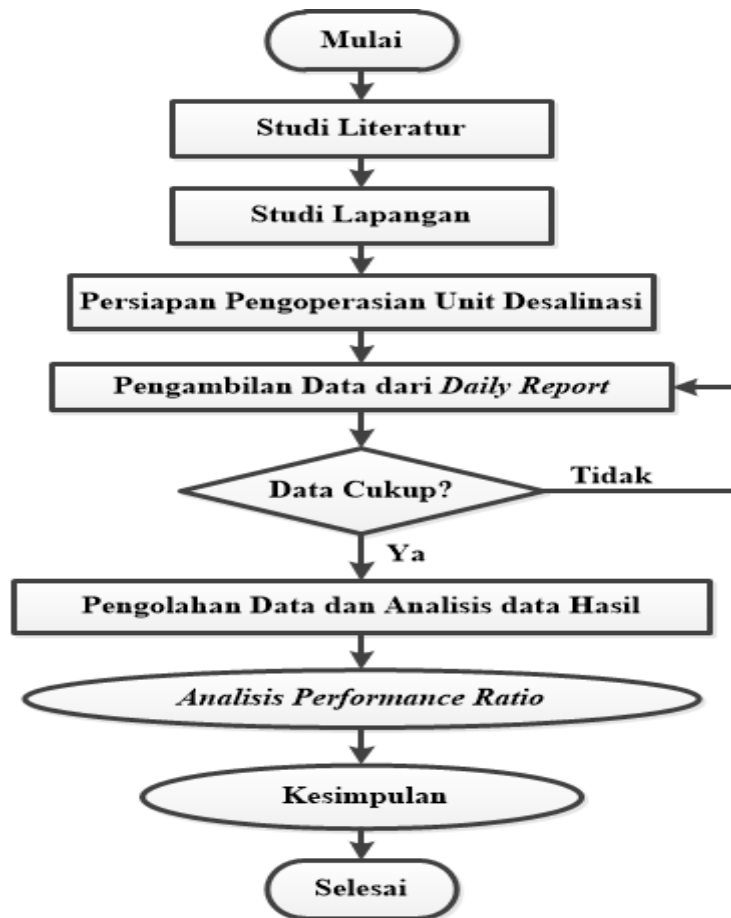 Mulai
Studi Literatur
Studi Lapangan
Persiapan Pengoperasian Unit Desalinasi
Pengambilan Data dari Daily Report
Data Cukup?
Tidak
Ya
Pengolahan Data dan Analisis data Hasil
Analisis Performance Ratio
Kesimpulan
Selesai